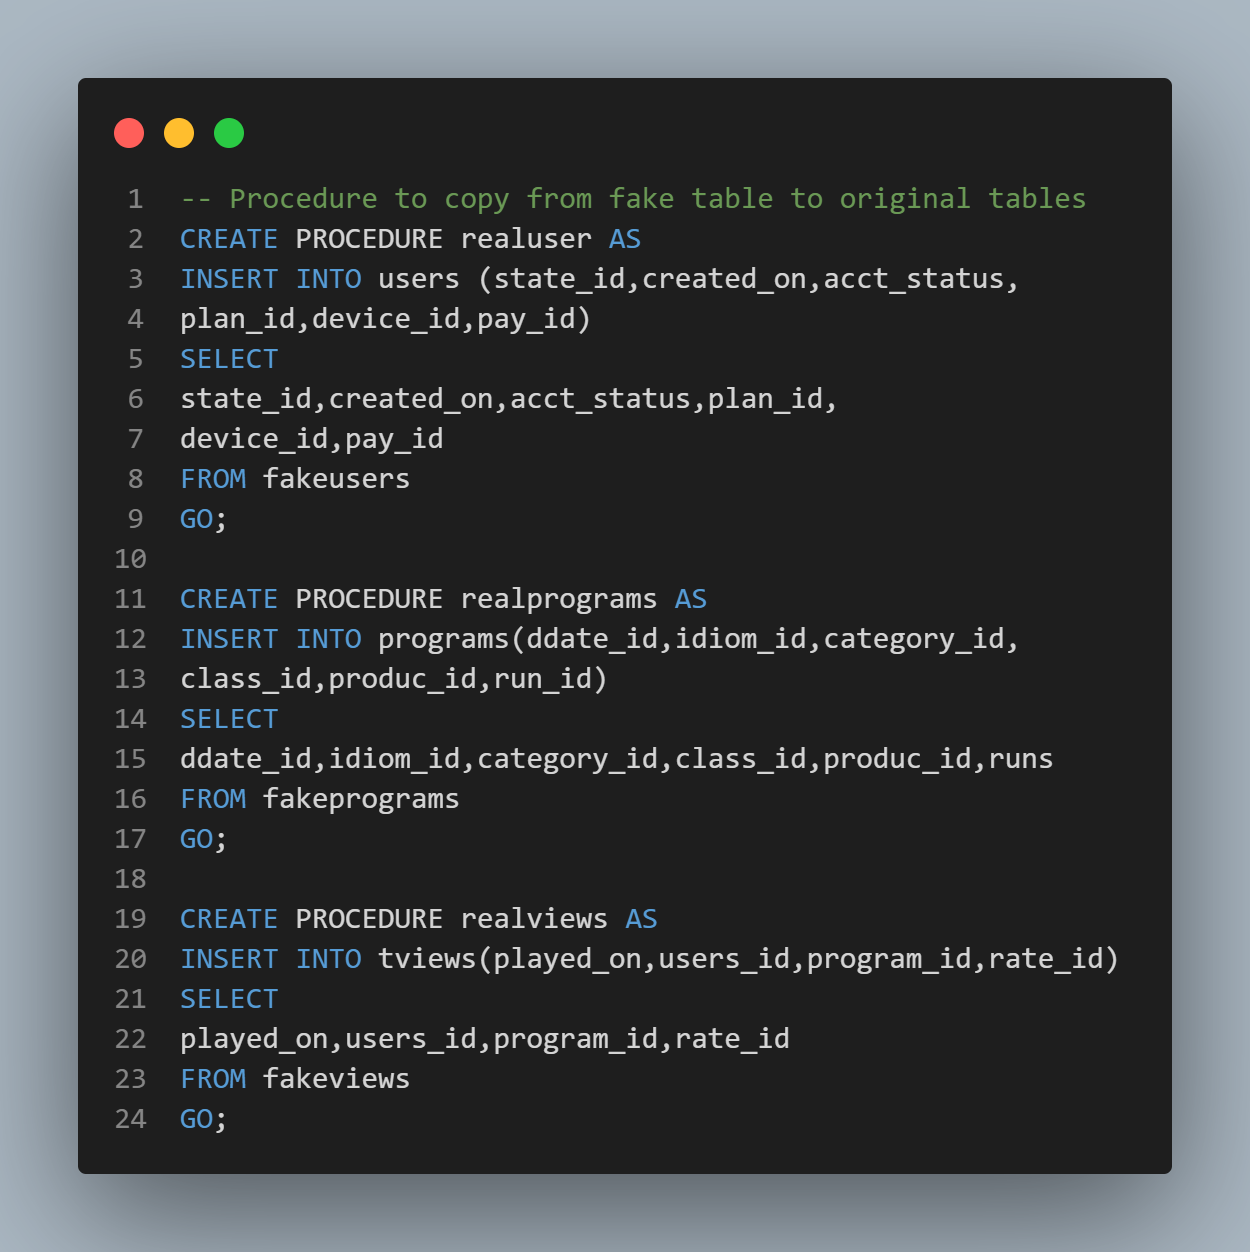 1 -- Procedure to copy from fake table to original tables
2 CREATE PROCEDURE realuser AS
3 INSERT INTO users (state_id,created_on,acct_status,
4 plan_id,device_id,pay_id)
5 SELECT
6 state_id,created_on,acct_status,plan_id,
7 device_id,pay_id
8 FROM fakeusers
9 GO;
10
11 CREATE PROCEDURE realprograms AS
12 INSERT INTO programs(ddate_id,idiom_id,category_id,
13 class_id,produc_id,run_id)
14 SELECT
15 ddate_id,idiom_id,category_id,class_id,produc_id,runs
16 FROM fakeprograms
17 GO;
18
19 CREATE PROCEDURE realviews AS
20 INSERT INTO tviews(played_on,users_id,program_id,rate_id)
21 SELECT
22 played_on,users_id,program_id,rate_id
23 FROM fakeviews
24 GO;